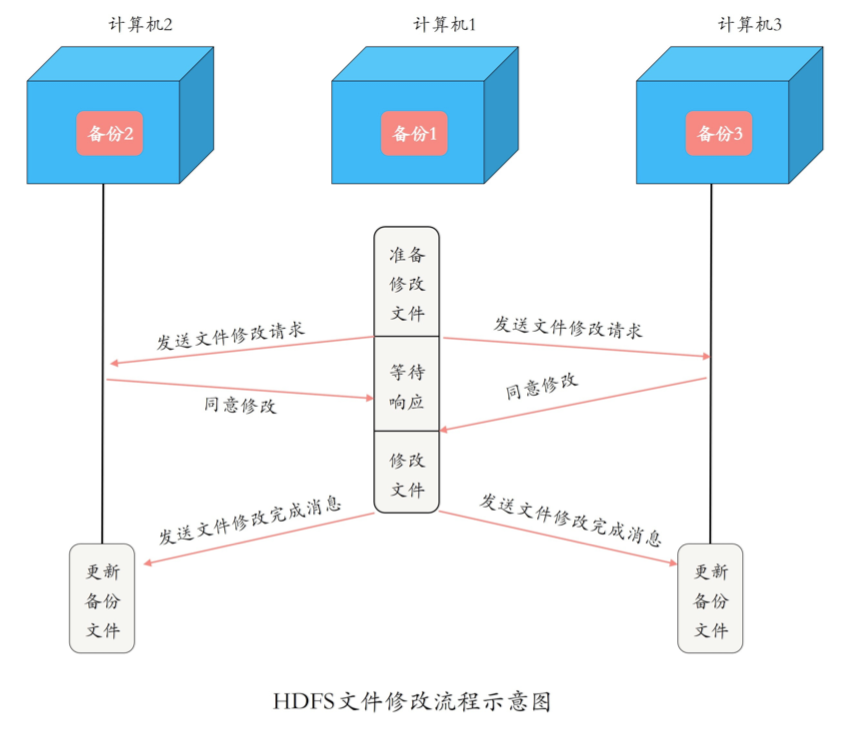 计算机2
计算机1
计算机3
备份2
备份1
备份3
准备
修改
文件
发送文件修改请求
发送文件修改请求
等待
响应
同意修改
同意修改
修改
文件
发送文件修改完成消息
发送文件修改完成消息
更新
备份
文件
更新
备份
文件
HDFS文件修改流程示意图